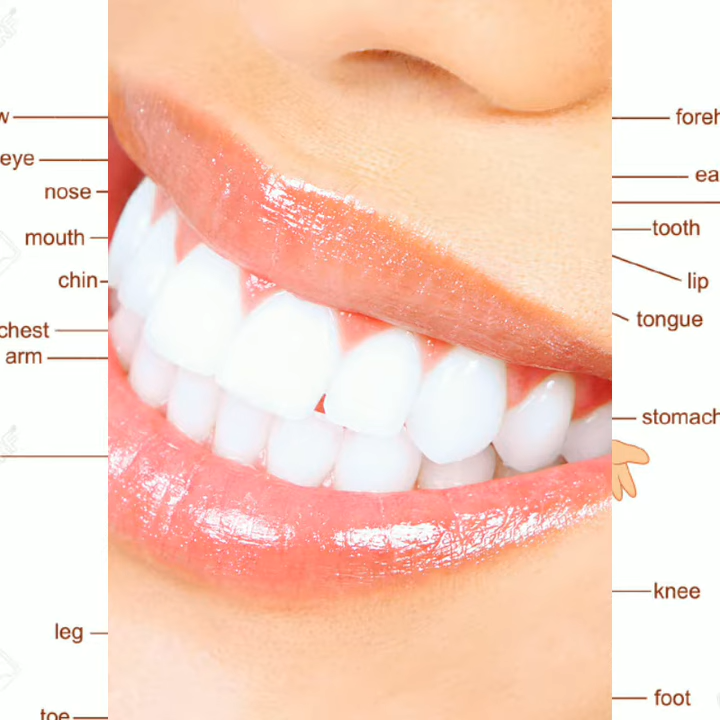 eye
nose
mouth
chin
chest
arm
leg
toe
tooth
lip
tongue
stomach
knee
foot